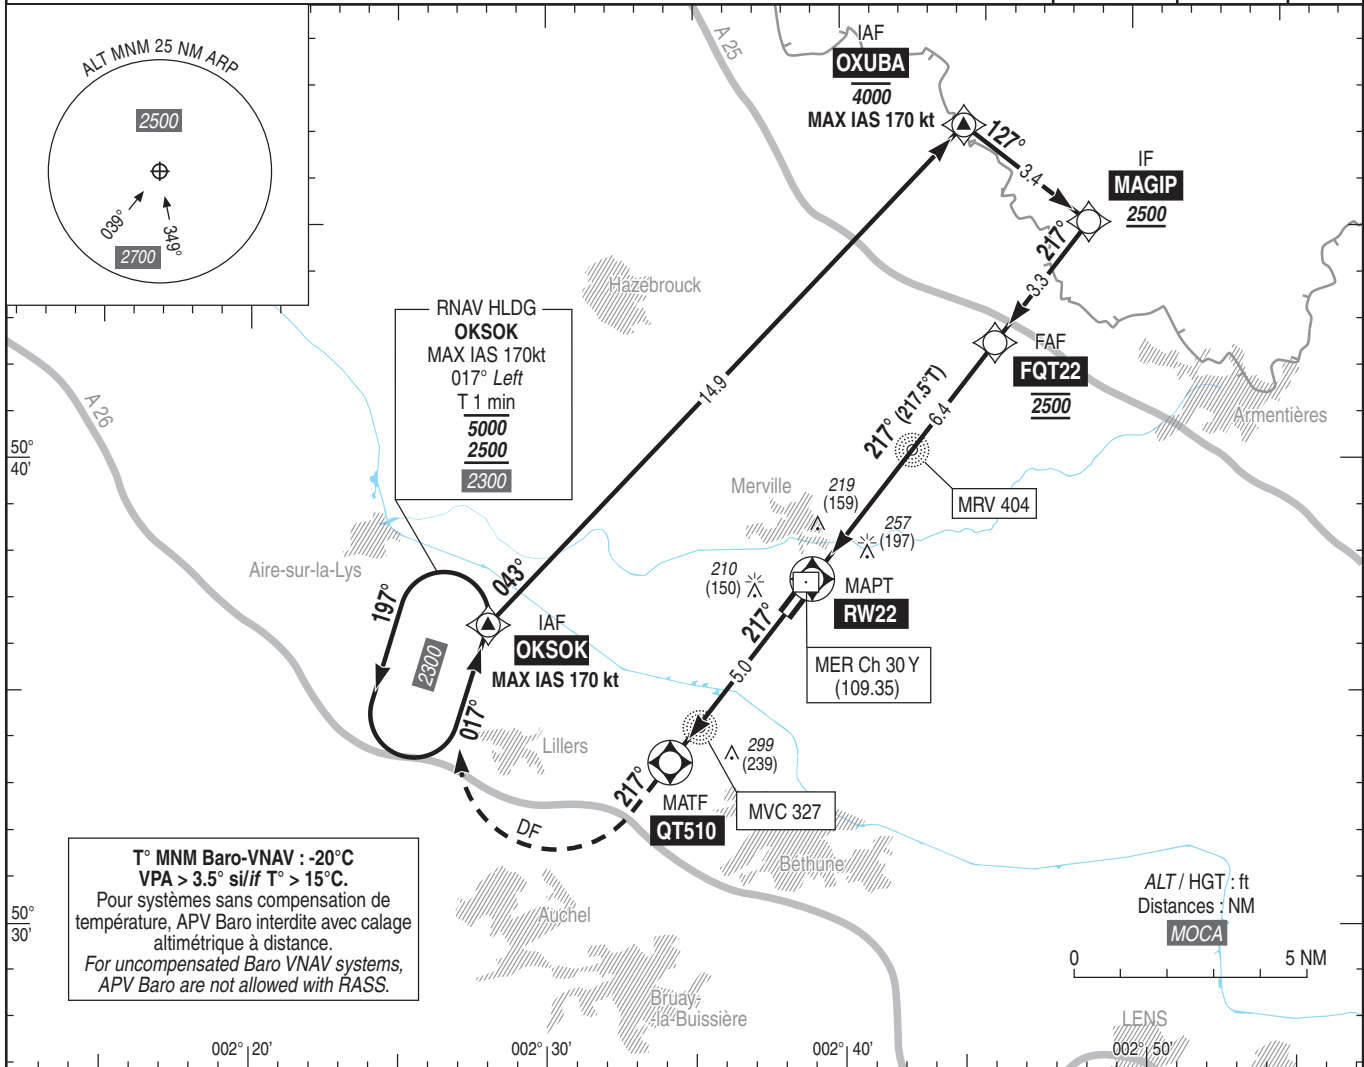 ALT MNM 25 NM ARP
2500
039°
349°
2700
A 25
IAF
OXUBA
4000
MAX IAS 170 kt
127°
3.4
IF
MAGIP
2500
217°
3.3
FAF
FQT22
2500
Hazebrouck
RNAV HLDG
OKSOK
MAX IAS 170kt
017° Left
T 1 min
5000
2500
2300
14.9
217° (217.5°T)
6.4
Armentières
A 26
50°
40'
Merville
219
(159)
257
(197)
MRV 404
Aire-sur-la-Lys
043°
210
(150)
MAPT
RW22
197°
2300
017°
IAF
OKSOK
MAX IAS 170 kt
217°
5.0
MER Ch 30 Y
(109.35)
Lillers
299
(239)
217°
MATF
QT510
MVC 327
DF
Béthune
T° MNM Baro-VNAV : -20°C
VPA > 3.5° si/if T° > 15°C.
Pour systèmes sans compensation de
température, APV Baro interdite avec calage
altimétrique à distance.
For uncompensated Baro VNAV systems,
APV Baro are not allowed with RASS.
50°
30'
Auchel
ALT / HGT : ft
Distances : NM
MOCA
0 5 NM
Bruay-
-la-Buissière
LENS
002° 20'
002° 30'
002° 40'
002° 50'